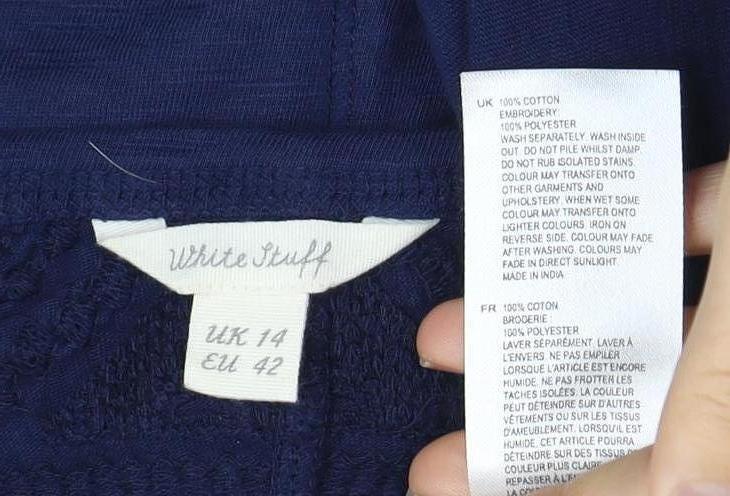 White Stuff
UK 14
EU 42
UK 100% COTTON
EMBROIDERY:
100% POLYESTER
WASH SEPARATELY. WASH INSIDE
OUT. DO NOT PILE WHILST DAMP.
DO NOT RUB ISOLATED STAINS.
COLOUR MAY TRANSFER ONTO
OTHER GARMENTS AND
UPHOLSTERY, WHEN WET SOME
COLOUR MAY TRANSFER ONTO
LIGHTER COLOURS. IRON ON
REVERSE SIDE. COLOUR MAY FADE
AFTER WASHING. COLOURS MAY
FADE IN DIRECT SUNLIGHT.
MADE IN INDIA
FR 100% COTON
BRODERIE :
100% POLYESTER
LAVER SÉPARÉMENT. LAVER À
L'ENVERS. NE PAS EMPILER
LORSQUE L'ARTICLE EST ENCORE
HUMIDE. NE PAS FROTTER LES
TACHES ISOLÉES. LA COULEUR
PEUT DÉTEINDRE SUR D'AUTRES
VÊTEMENTS OU SUR LES TISSUS
D'AMEUBLEMENT. LORSQU'IL EST
HUMIDE, CET ARTICLE POURRA
DÉTEINDRE SUR DES TISSUS
COULEUR PLUS CLAIRE
REPASSER À L'